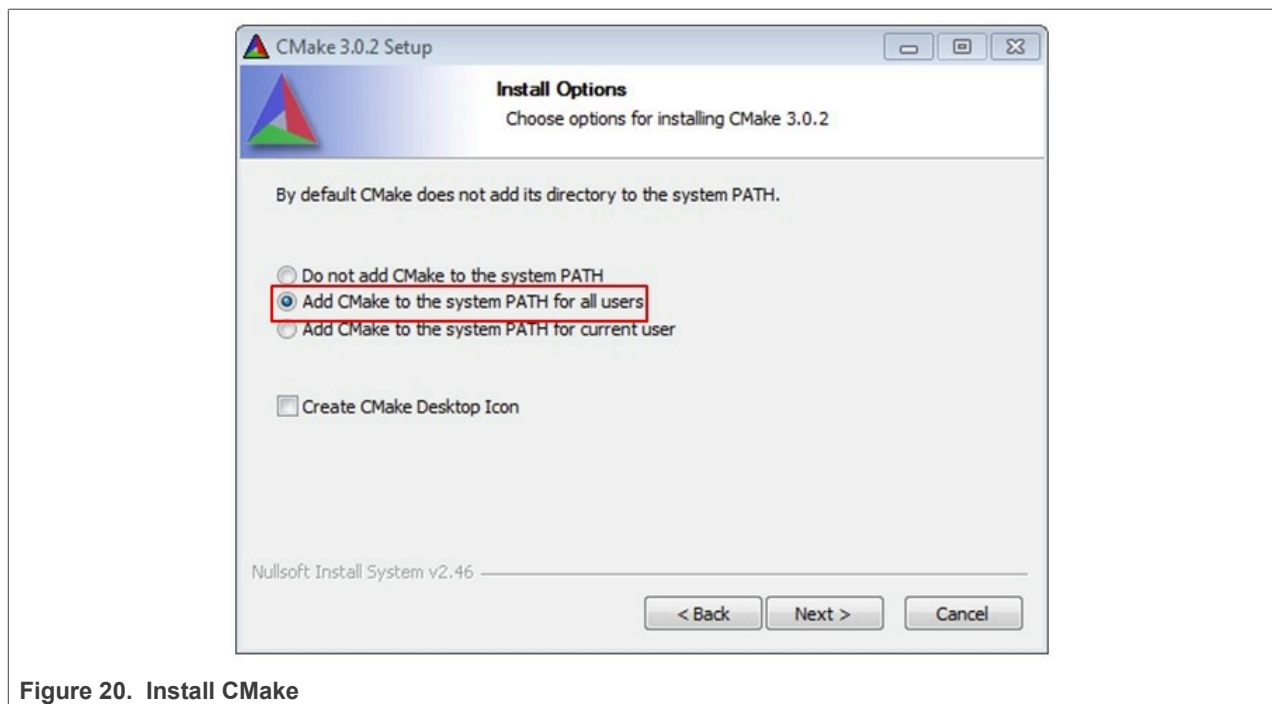 CMake 3.0.2 Setup
Install Options
Choose options for installing CMake 3.0.2
By default CMake does not add its directory to the system PATH.
Do not add CMake to the system PATH
Add CMake to the system PATH for all users
Add CMake to the system PATH for current user
Create CMake Desktop Icon
Nullsoft Install System v2.46
< Back Next > Cancel
Figure 20. Install CMake